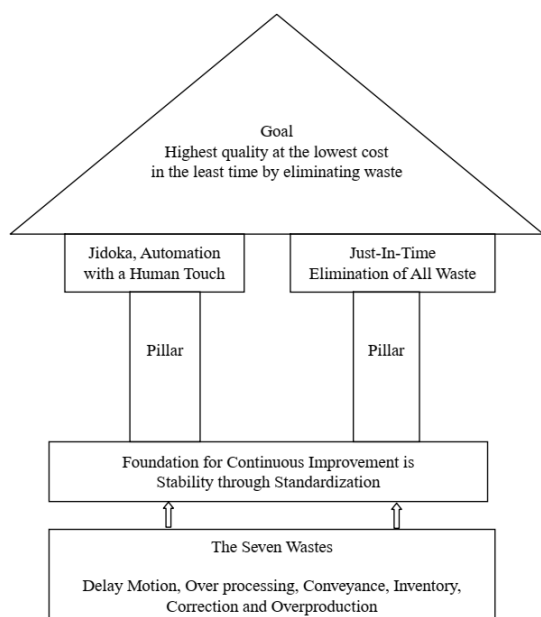 Goal
Highest quality at the lowest cost
in the least time by eliminating waste
Jidoka, Automation
with a Human Touch
Just-In-Time
Elimination of All Waste
Pillar
Pillar
Foundation for Continuous Improvement is
Stability through Standardization
The Seven Wastes
Delay Motion, Over processing, Conveyance, Inventory,
Correction and Overproduction